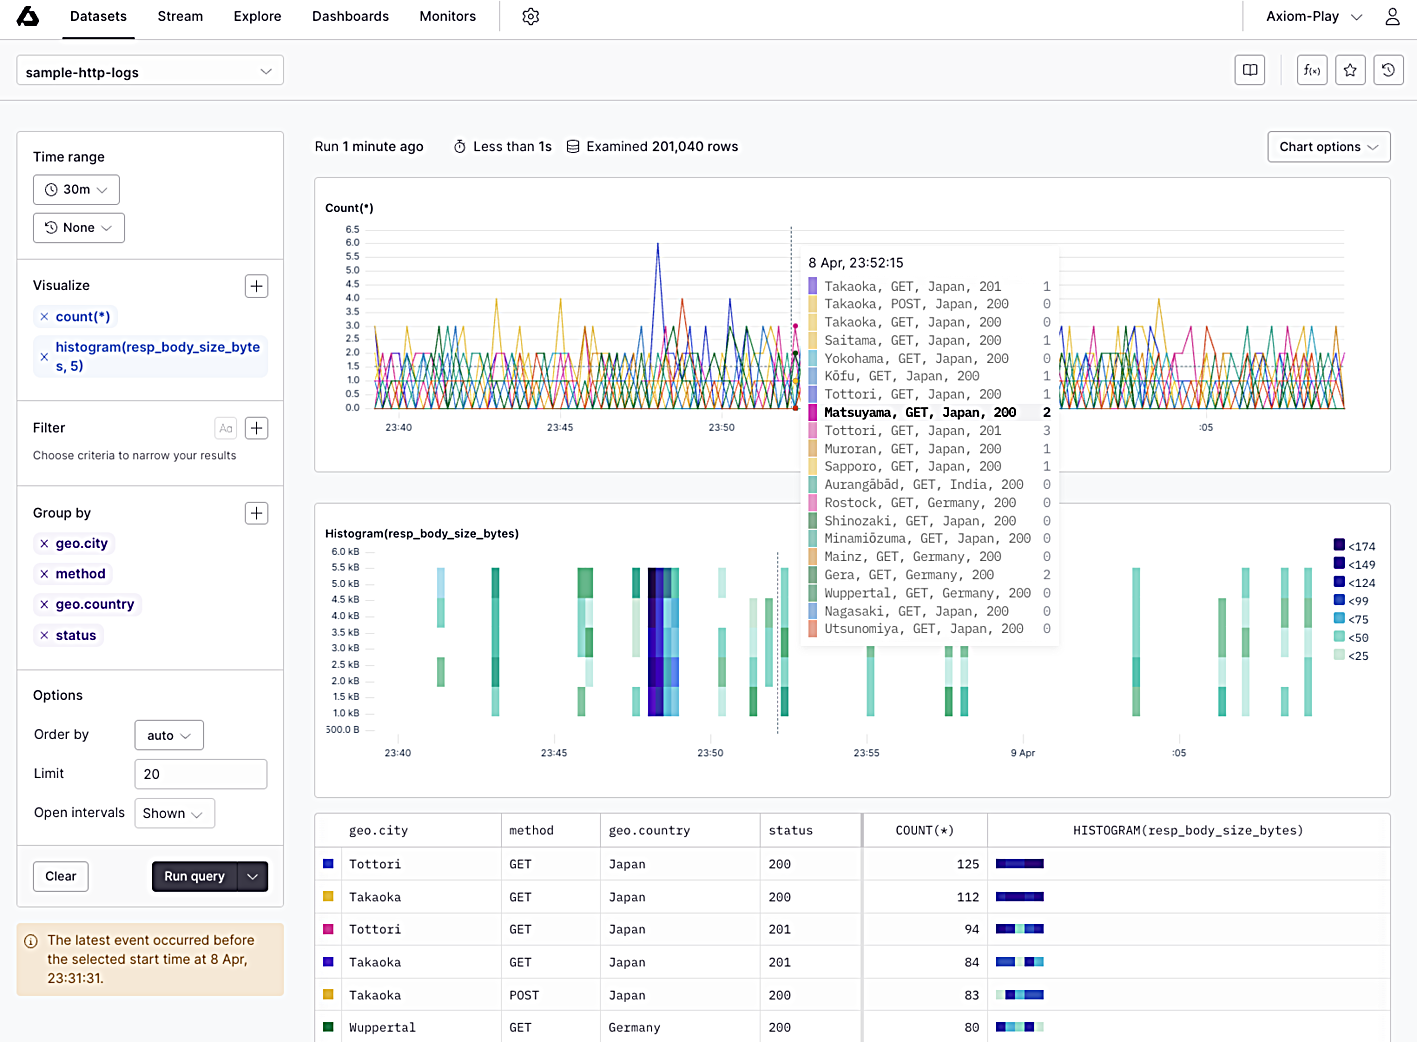 Datasets
Stream
Explore
Dashboards
Monitors
Axiom-Play
sample-http-logs
f(x)
Time range
30m
None
Visualize
count(*)
histogram(resp_body_size_byte
s, 5)
Filter
Aa
Choose criteria to narrow your results
Group by
geo.city
method
geo.country
status
Options
Order by
auto
Limit
20
Open intervals
Shown
Clear
Run query
The latest event occurred before
the selected start time at 8 Apr,
23:31:31.
Run 1 minute ago
Less than 1s
Examined 201,040 rows
Chart options
Count(*)
6.5
6.0
5.5
5.0
4.5
4.0
3.5
3.0
2.5
2.0
1.5
1.0
0.5
0.0
23:40
23:45
23:50
:05
8 Apr, 23:52:15
Takaoka, GET, Japan, 201 1
Takaoka, POST, Japan, 200 0
Takaoka, GET, Japan, 200 0
Saitama, GET, Japan, 200 1
Yokohama, GET, Japan, 200 0
Kōfu, GET, Japan, 200 1
Tottori, GET, Japan, 200 1
Matsuyama, GET, Japan, 200 2
Tottori, GET, Japan, 201 3
Muroran, GET, Japan, 200 1
Sapporo, GET, Japan, 200 1
Aurangābād, GET, India, 200 0
Rostock, GET, Germany, 200 0
Shinozaki, GET, Japan, 200 0
Minamiōzuma, GET, Japan, 200 0
Mainz, GET, Germany, 200 0
Gera, GET, Germany, 200 2
Wuppertal, GET, Germany, 200 0
Nagasaki, GET, Japan, 200 0
Utsunomiya, GET, Japan, 200 0
Histogram(resp_body_size_bytes)
6.0 kB
5.5 kB
5.0 kB
4.5 kB
4.0 kB
3.5 kB
3.0 kB
2.5 kB
2.0 kB
1.5 kB
1.0 kB
500.0 B
23:40
23:45
23:50
23:55
9 Apr
:05
<174
<149
<124
<99
<75
<50
<25
geo.city method geo.country status COUNT(*) HISTOGRAM(resp_body_size_bytes)
Tottori GET Japan 200 125
Takaoka GET Japan 200 112
Tottori GET Japan 201 94
Takaoka GET Japan 201 84
Takaoka POST Japan 200 83
Wuppertal GET Germany 200 80